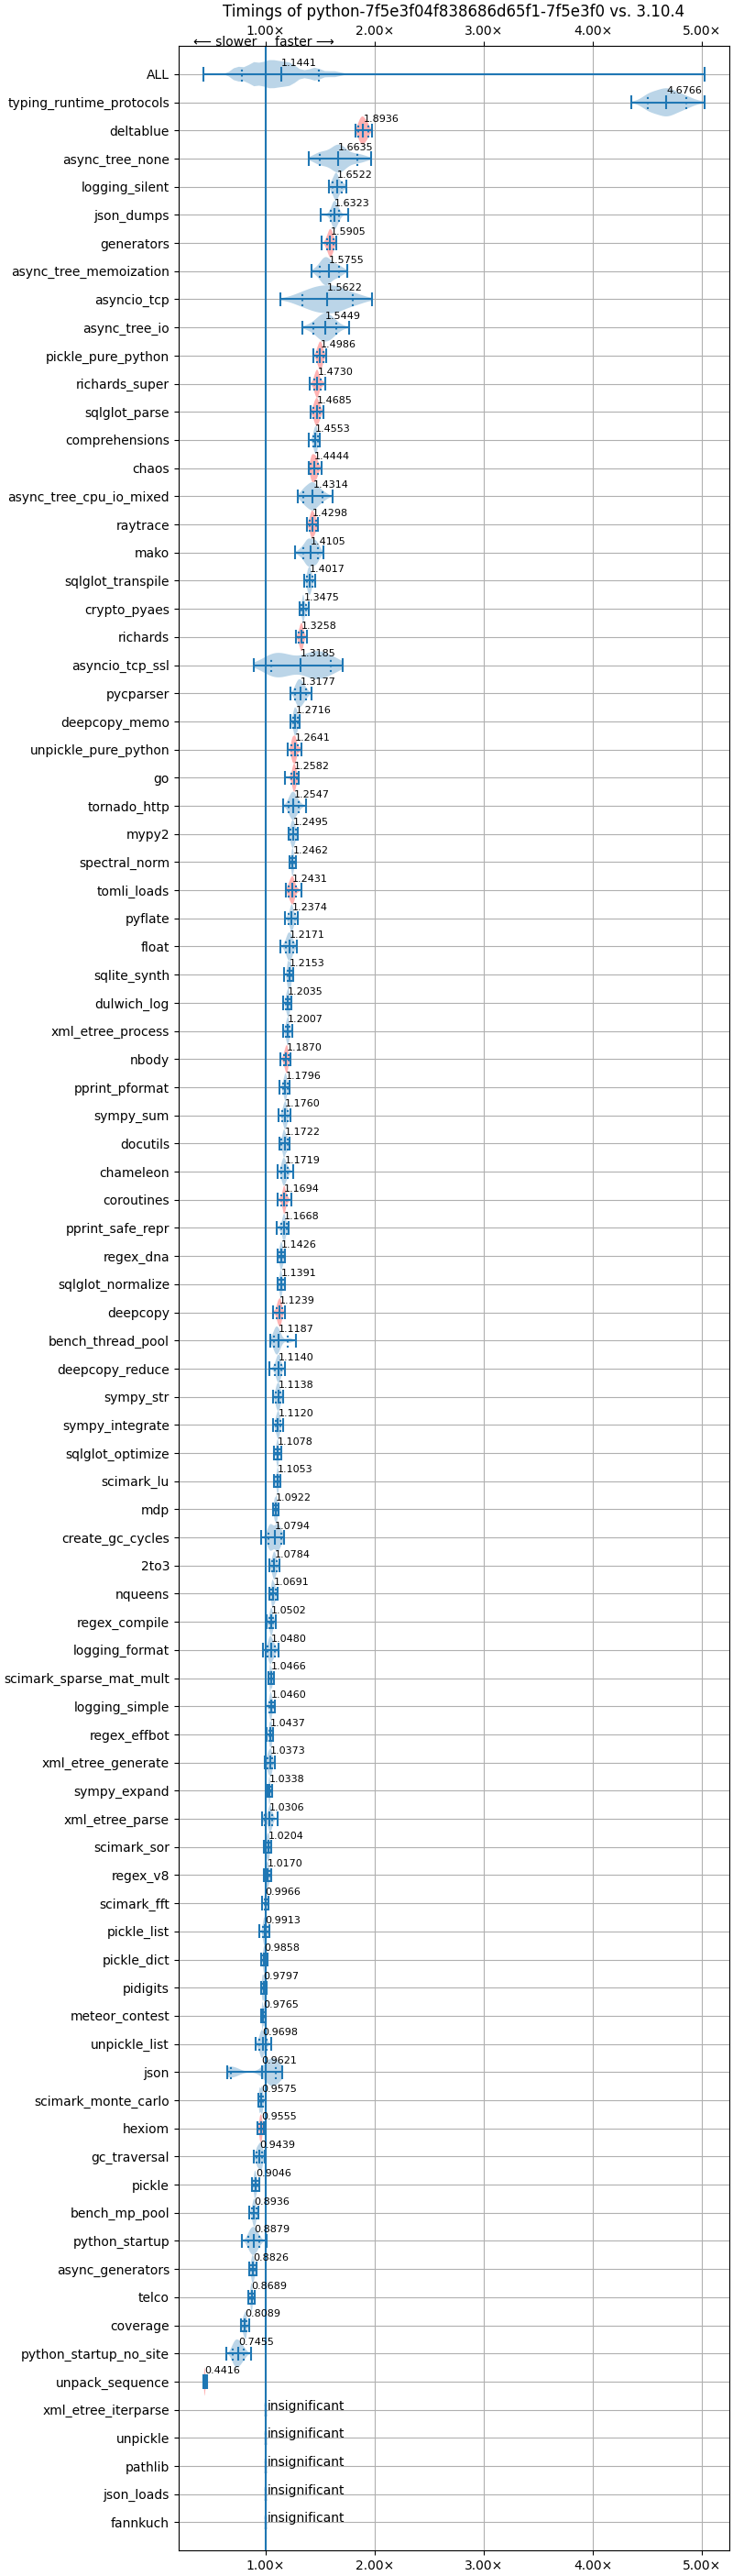 Timings of python-7f5e3f04f838686d65f1-7f5e3f0 vs. 3.10.4
1.00× 2.00× 3.00× 4.00× 5.00×
⟵ slower faster ⟶
ALL 1.1441
typing_runtime_protocols 4.6766
deltablue 1.8936
async_tree_none 1.6635
logging_silent 1.6522
json_dumps 1.6323
generators 1.5905
async_tree_memoization 1.5755
asyncio_tcp 1.5622
async_tree_io 1.5449
pickle_pure_python 1.4986
richards_super 1.4730
sqlglot_parse 1.4685
comprehensions 1.4553
chaos 1.4444
async_tree_cpu_io_mixed 1.4314
raytrace 1.4298
mako 1.4105
sqlglot_transpile 1.4017
crypto_pyaes 1.3475
richards 1.3258
asyncio_tcp_ssl 1.3185
pycparser 1.3177
deepcopy_memo 1.2716
unpickle_pure_python 1.2641
go 1.2582
tornado_http 1.2547
mypy2 1.2495
spectral_norm 1.2462
tomli_loads 1.2431
pyflate 1.2374
float 1.2171
sqlite_synth 1.2153
dulwich_log 1.2035
xml_etree_process 1.2007
nbody 1.1870
pprint_pformat 1.1796
sympy_sum 1.1760
docutils 1.1722
chameleon 1.1719
coroutines 1.1694
pprint_safe_repr 1.1668
regex_dna 1.1426
sqlglot_normalize 1.1391
deepcopy 1.1239
bench_thread_pool 1.1187
deepcopy_reduce 1.1140
sympy_str 1.1138
sympy_integrate 1.1120
sqlglot_optimize 1.1078
scimark_lu 1.1053
mdp 1.0922
create_gc_cycles 1.0794
2to3 1.0784
nqueens 1.0691
regex_compile 1.0502
logging_format 1.0480
scimark_sparse_mat_mult 1.0466
logging_simple 1.0460
regex_effbot 1.0437
xml_etree_generate 1.0373
sympy_expand 1.0338
xml_etree_parse 1.0306
scimark_sor 1.0204
regex_v8 1.0170
scimark_fft 0.9966
pickle_list 0.9913
pickle_dict 0.9858
pidigits 0.9797
meteor_contest 0.9765
unpickle_list 0.9698
json 0.9621
scimark_monte_carlo 0.9575
hexiom 0.9555
gc_traversal 0.9439
pickle 0.9046
bench_mp_pool 0.8936
python_startup 0.8879
async_generators 0.8826
telco 0.8689
coverage 0.8089
python_startup_no_site 0.7455
unpack_sequence 0.4416
xml_etree_iterparse insignificant
unpickle insignificant
pathlib insignificant
json_loads insignificant
fannkuch insignificant
1.00× 2.00× 3.00× 4.00× 5.00×